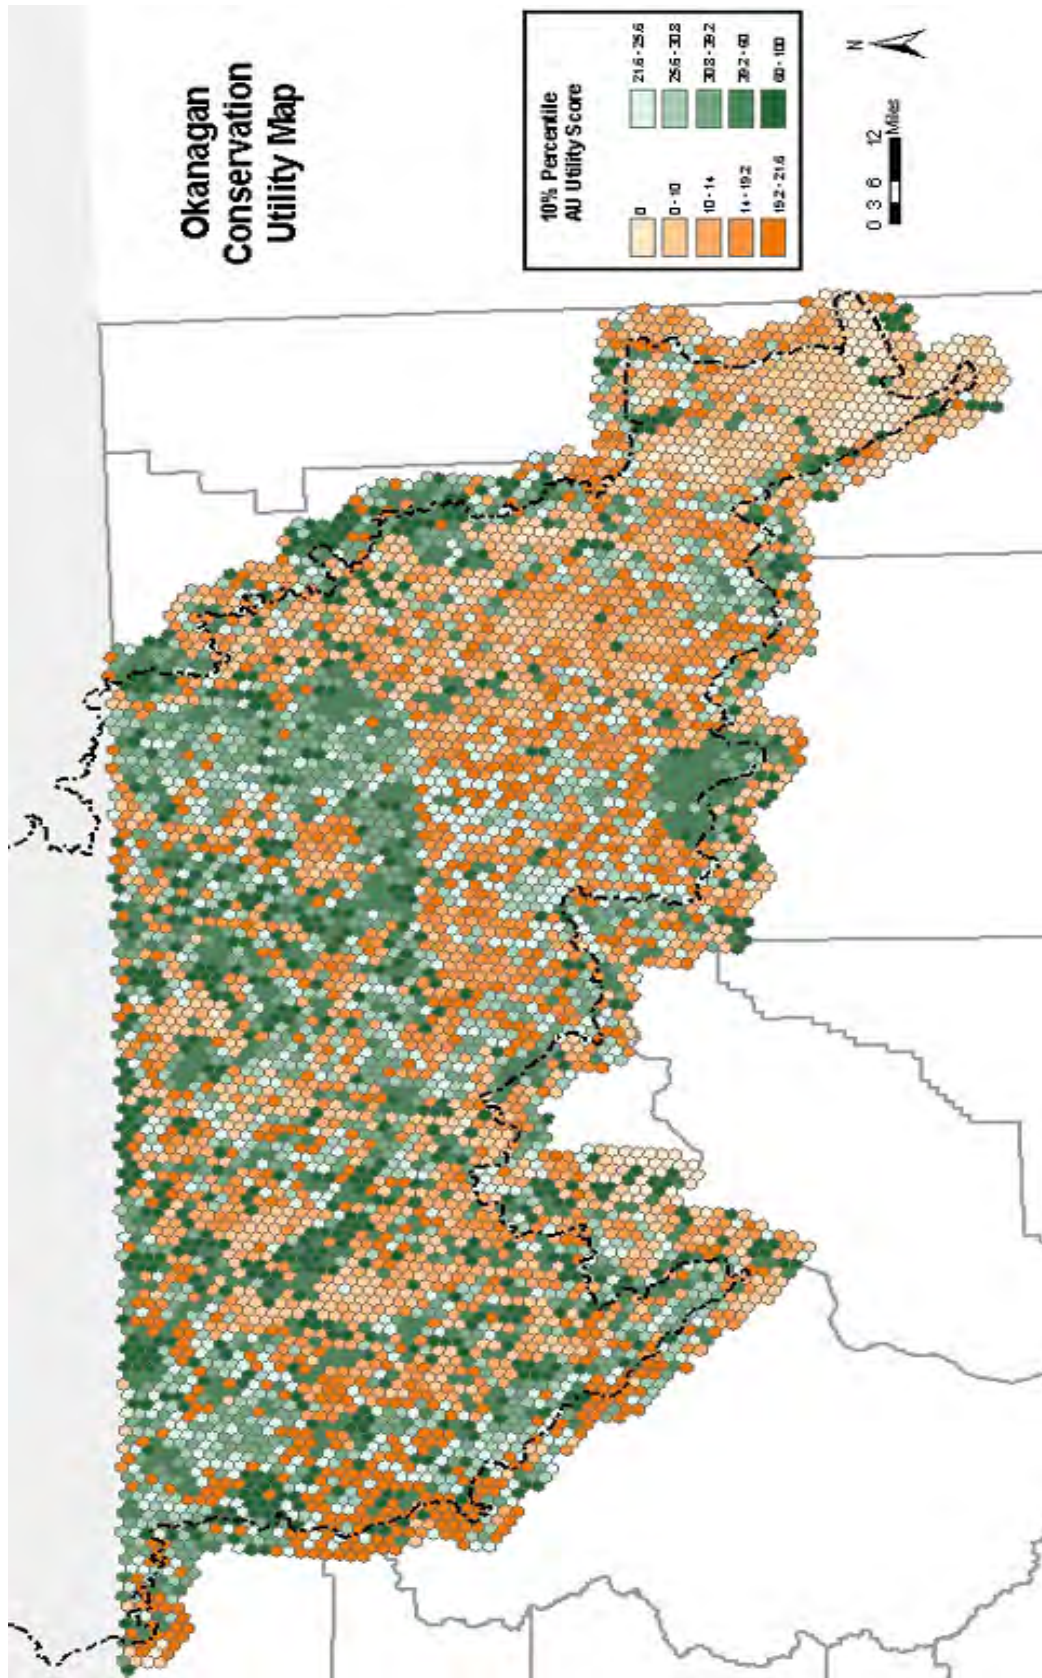 Okanagan
Conservation
Utility Map
10% Percentile
AU Utility Score
0
0 - 10
10 - 14
14 - 19.2
19.2 - 21.6
21.6 - 25.6
25.6 - 30.8
30.8 - 39.2
39.2 - 60
60 - 100
0 3 6 12
Miles
N